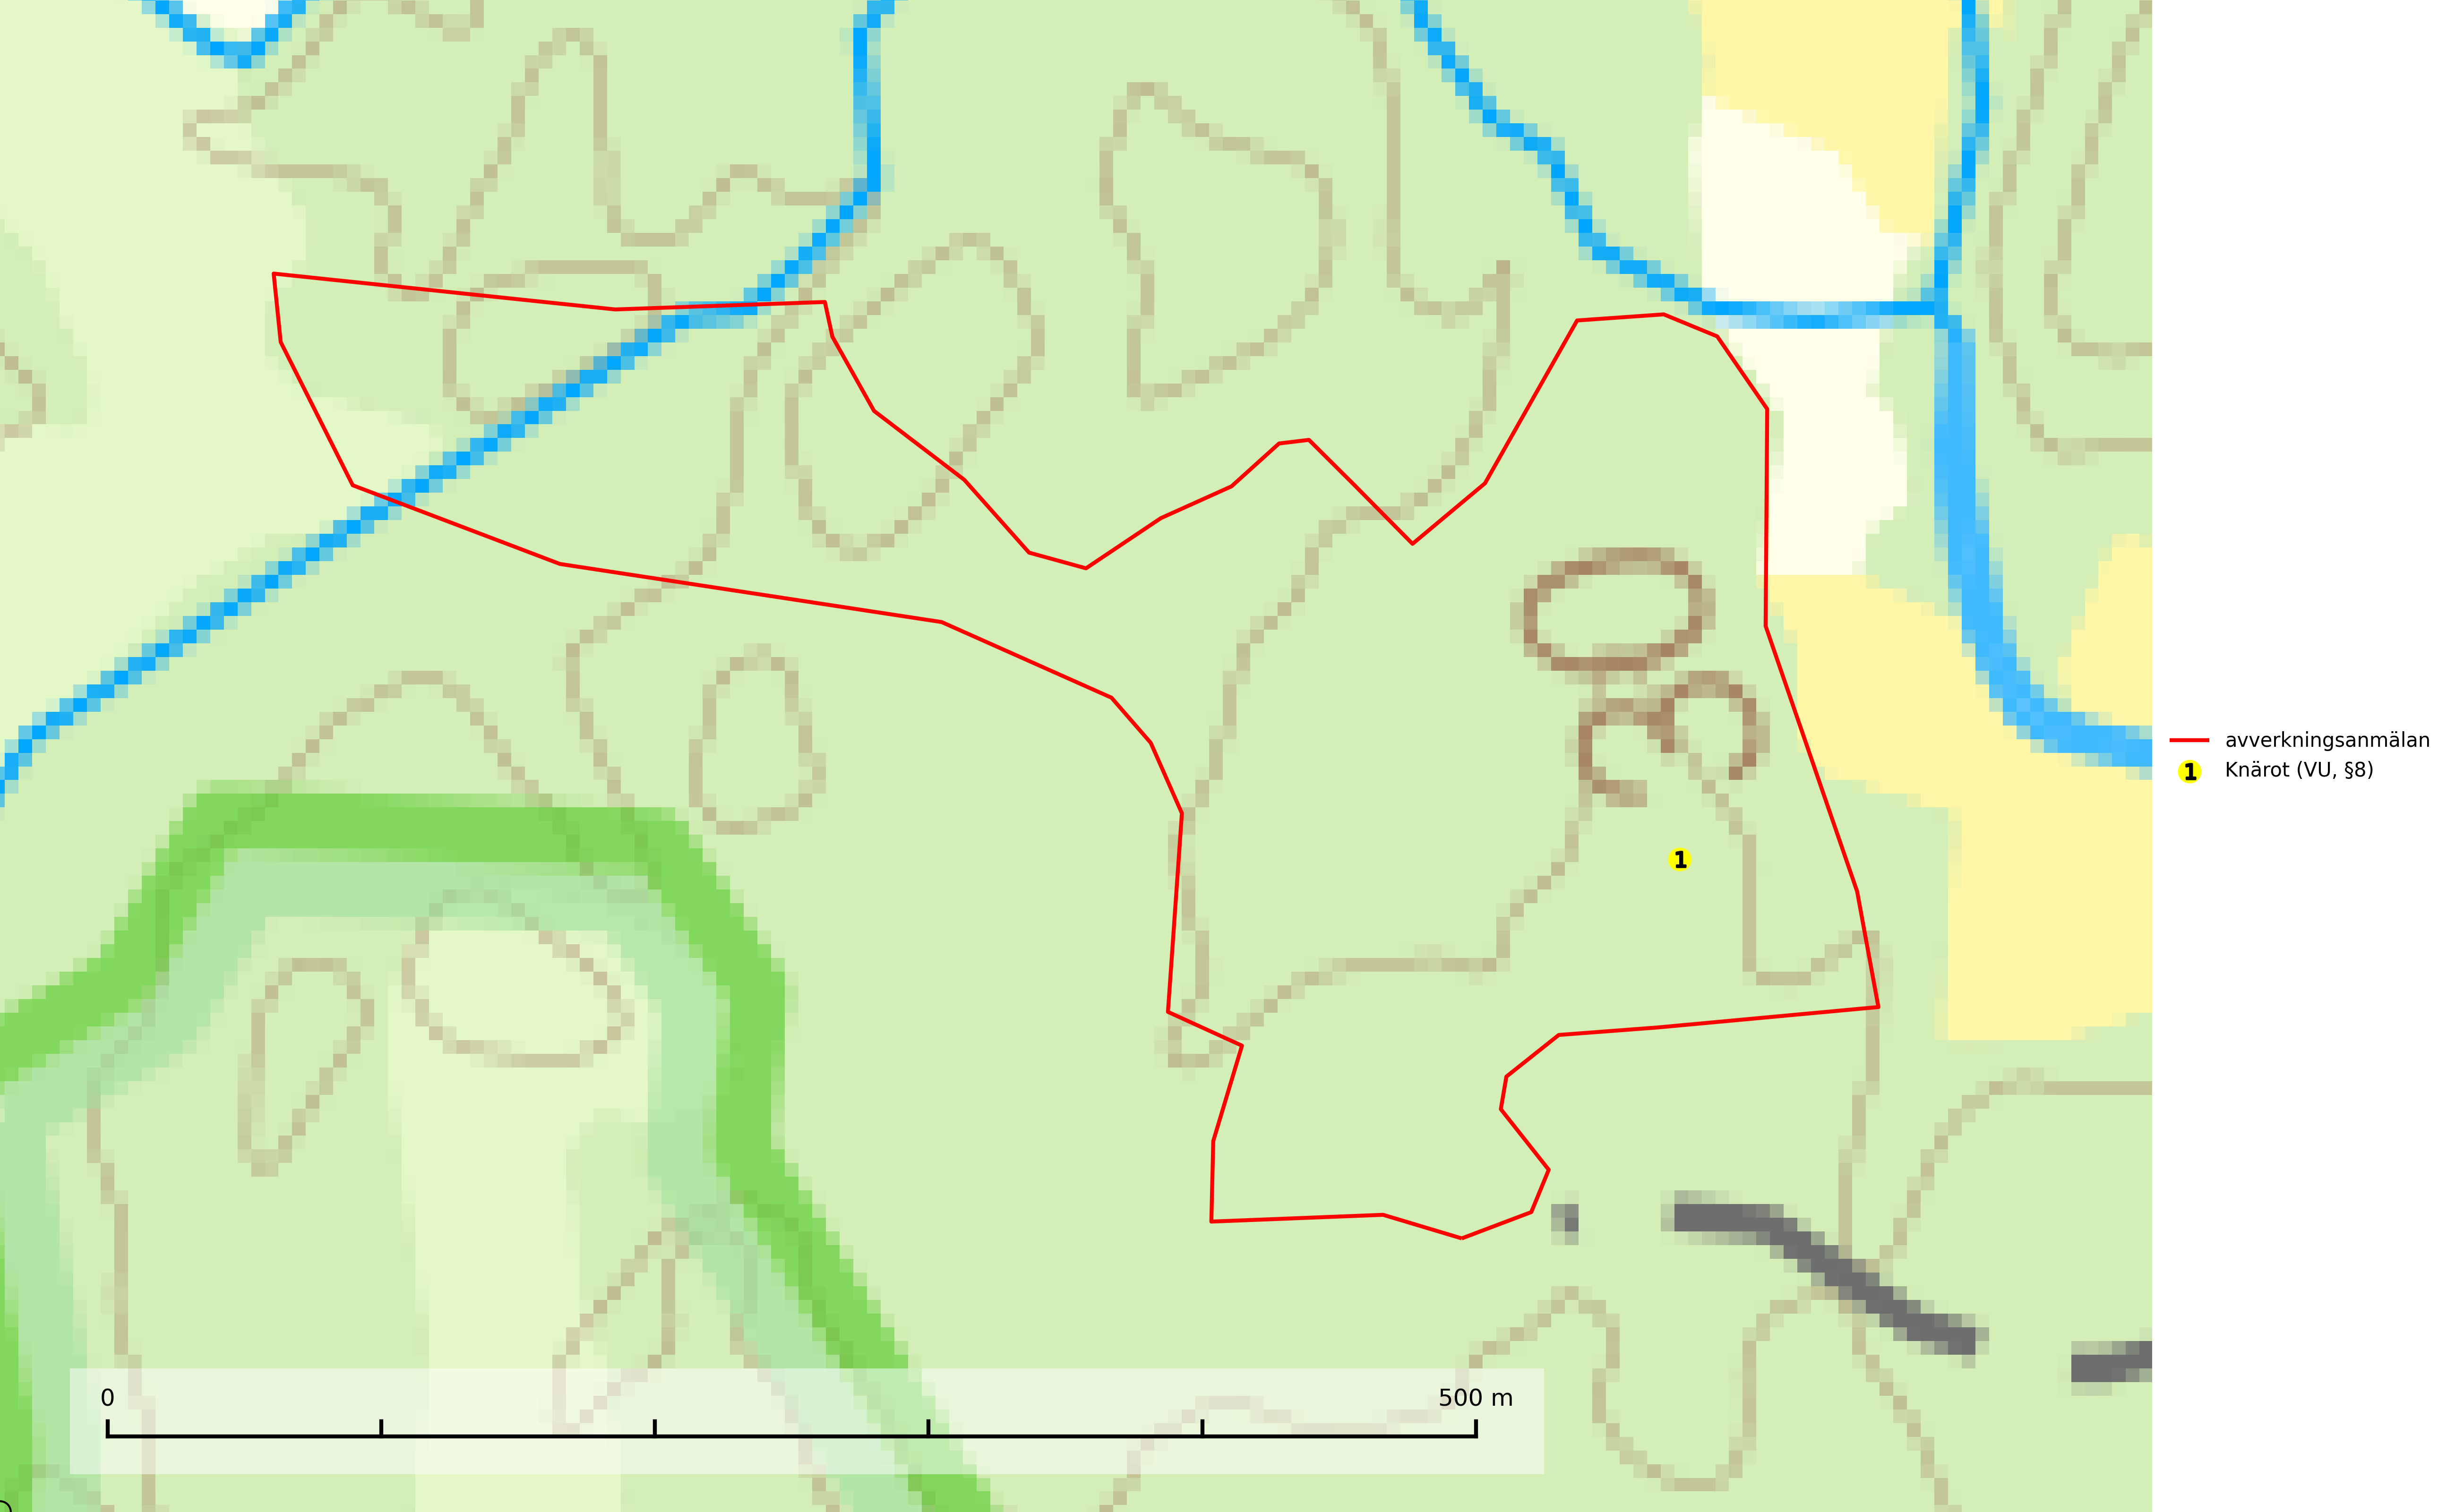 avverkningsanmälan
1 Knärot (VU, §8)
1
0 500 m